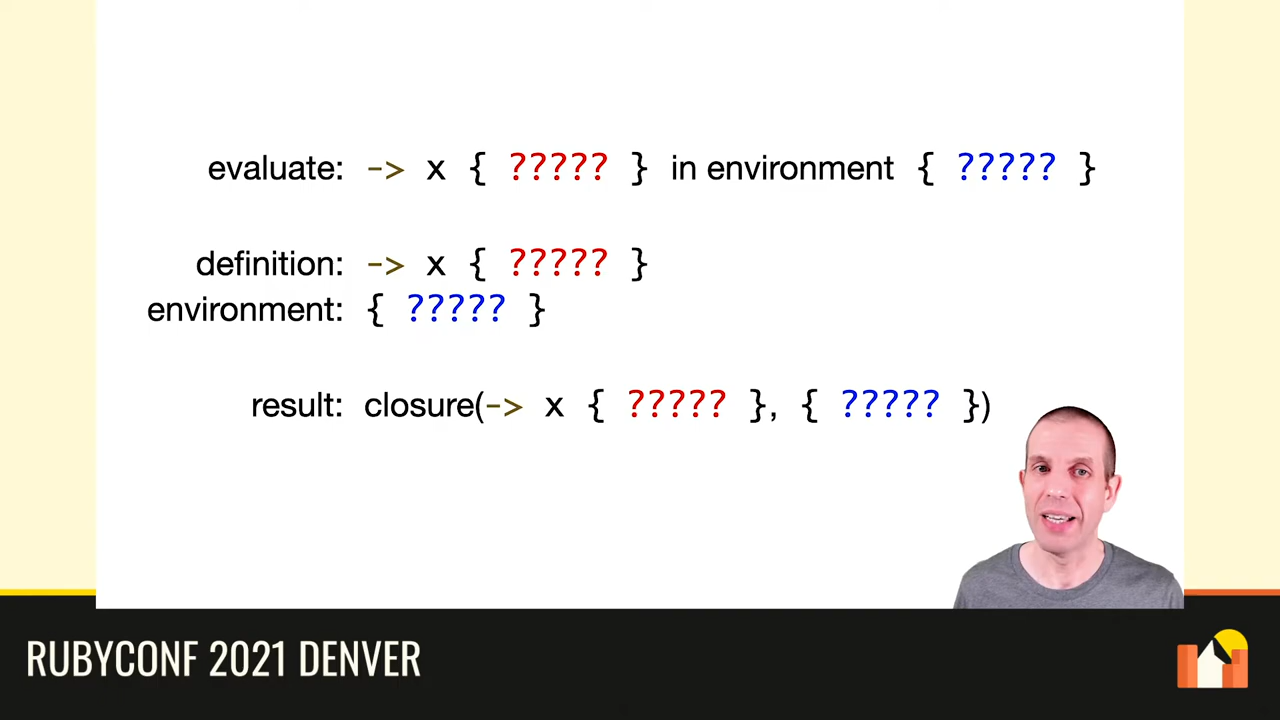 evaluate: -> x { ????? } in environment { ????? }
definition: -> x { ????? }
environment: { ????? }
result: closure(-> x { ????? }, { ????? })
RUBYCONF 2021 DENVER